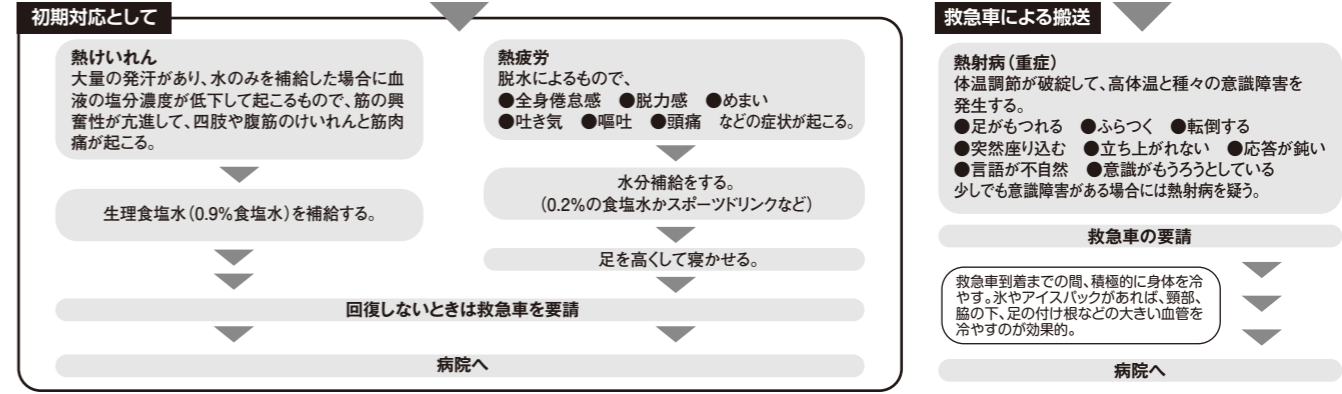 初期対応として
熱けいれん
大量の発汗があり、水のみを補給した場合に血
液の塩分濃度が低下して起こるもので、筋の興
奮性が亢進して、四肢や腹筋のけいれんと筋肉
痛が起こる。
生理食塩水(0.9%食塩水)を補給する。
熱疲労
脱水によるもので、
●全身倦怠感 ●脱力感 ●めまい
●吐き気 ●嘔吐 ●頭痛 などの症状が起こる。
水分補給をする。
(0.2%の食塩水かスポーツドリンクなど)
足を高くして寝かせる。
回復しないときは救急車を要請
病院へ
救急車による搬送
熱射病(重症)
体温調節が破綻して、高体温と種々の意識障害を
発生する。
●足がもつれる ●ふらつく ●転倒する
●突然座り込む ●立ち上がれない ●応答が鈍い
●言語が不自然 ●意識がもうろうとしている
少しでも意識障害がある場合には熱射病を疑う。
救急車の要請
救急車到着までの間、積極的に身体を冷
やす。氷やアイスパックがあれば、頸部、
脇の下、足の付け根などの大きい血管を
冷やすのが効果的。
病院へ